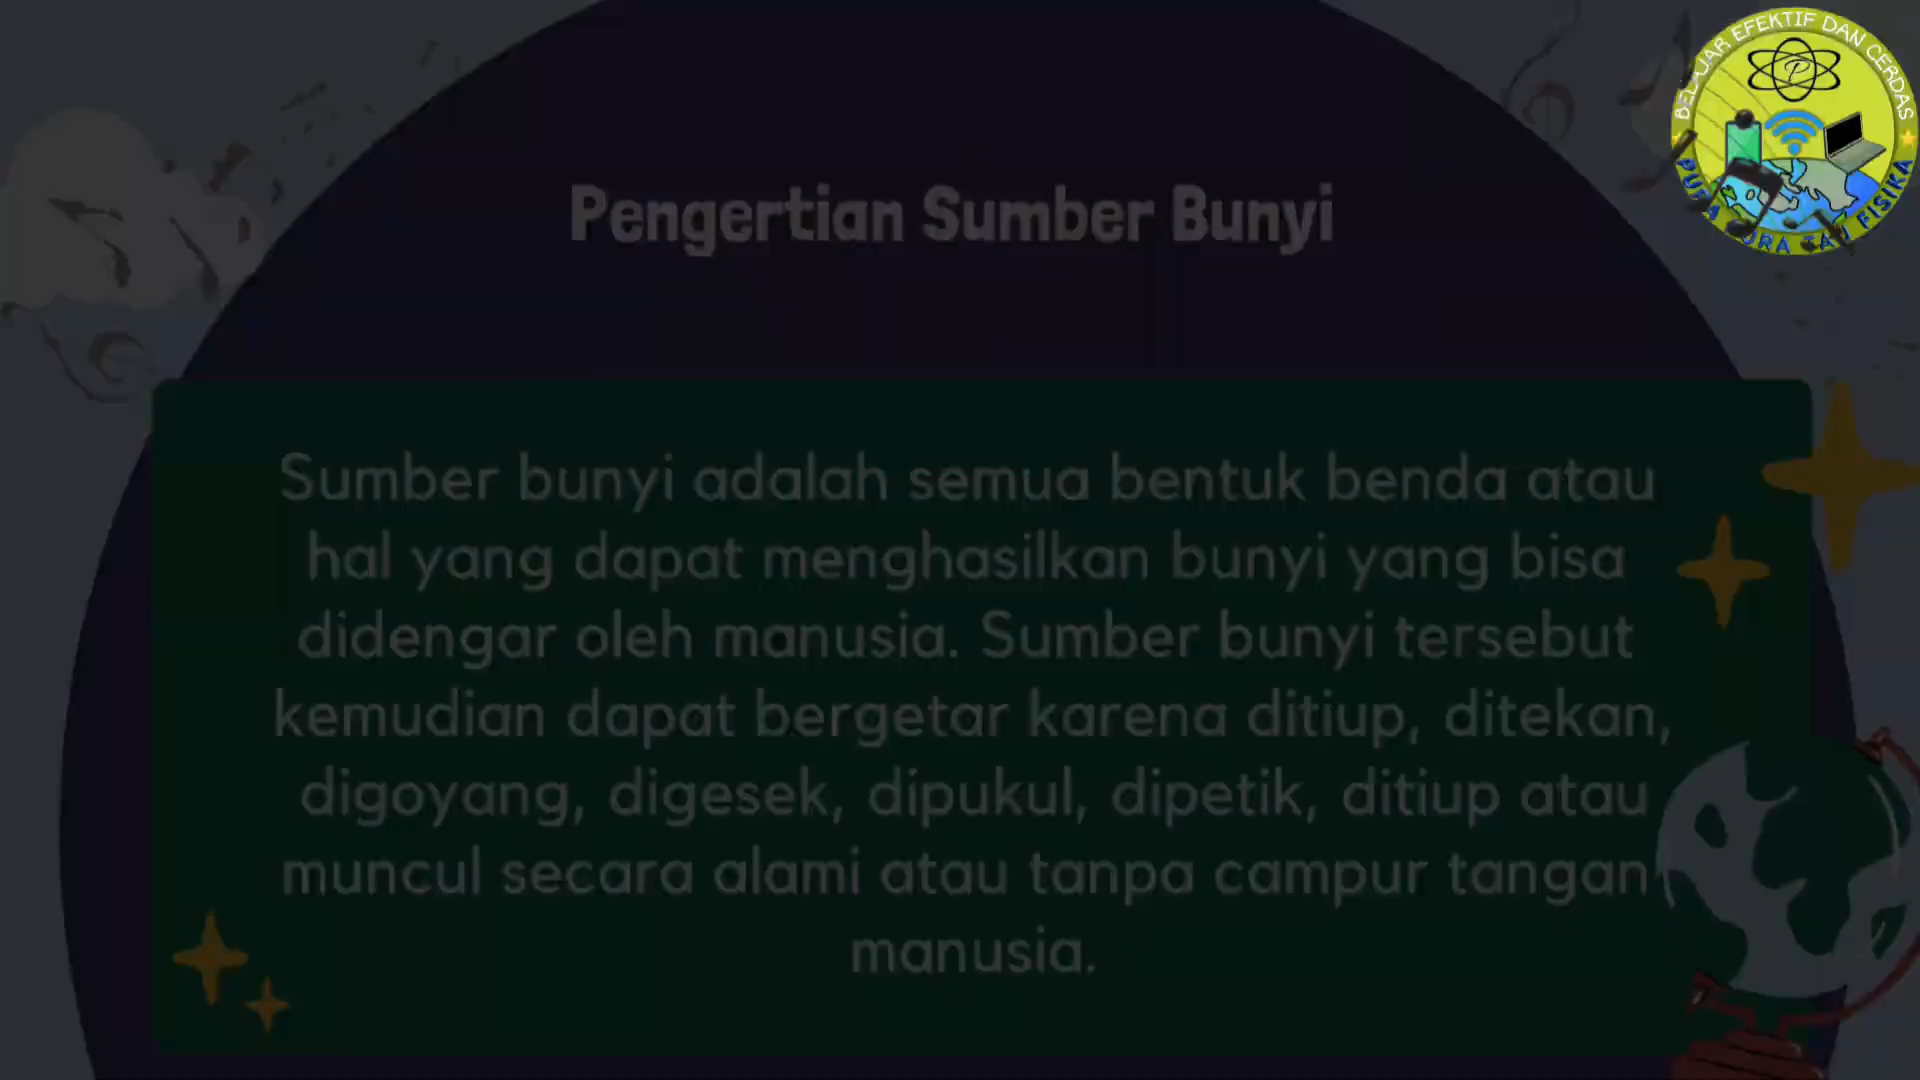 BELAJAR EFEKTIF DAN CERDAS
FISIKA
Pengertian Sumber Bunyi
Sumber bunyi adalah semua bentuk benda atau
hal yang dapat menghasilkan bunyi yang bisa
didengar oleh manusia. Sumber bunyi tersebut
kemudian dapat bergetar karena ditiup, ditekan,
digoyang, digesek, dipukul, dipetik, ditiup atau
muncul secara alami atau tanpa campur tangan
manusia.